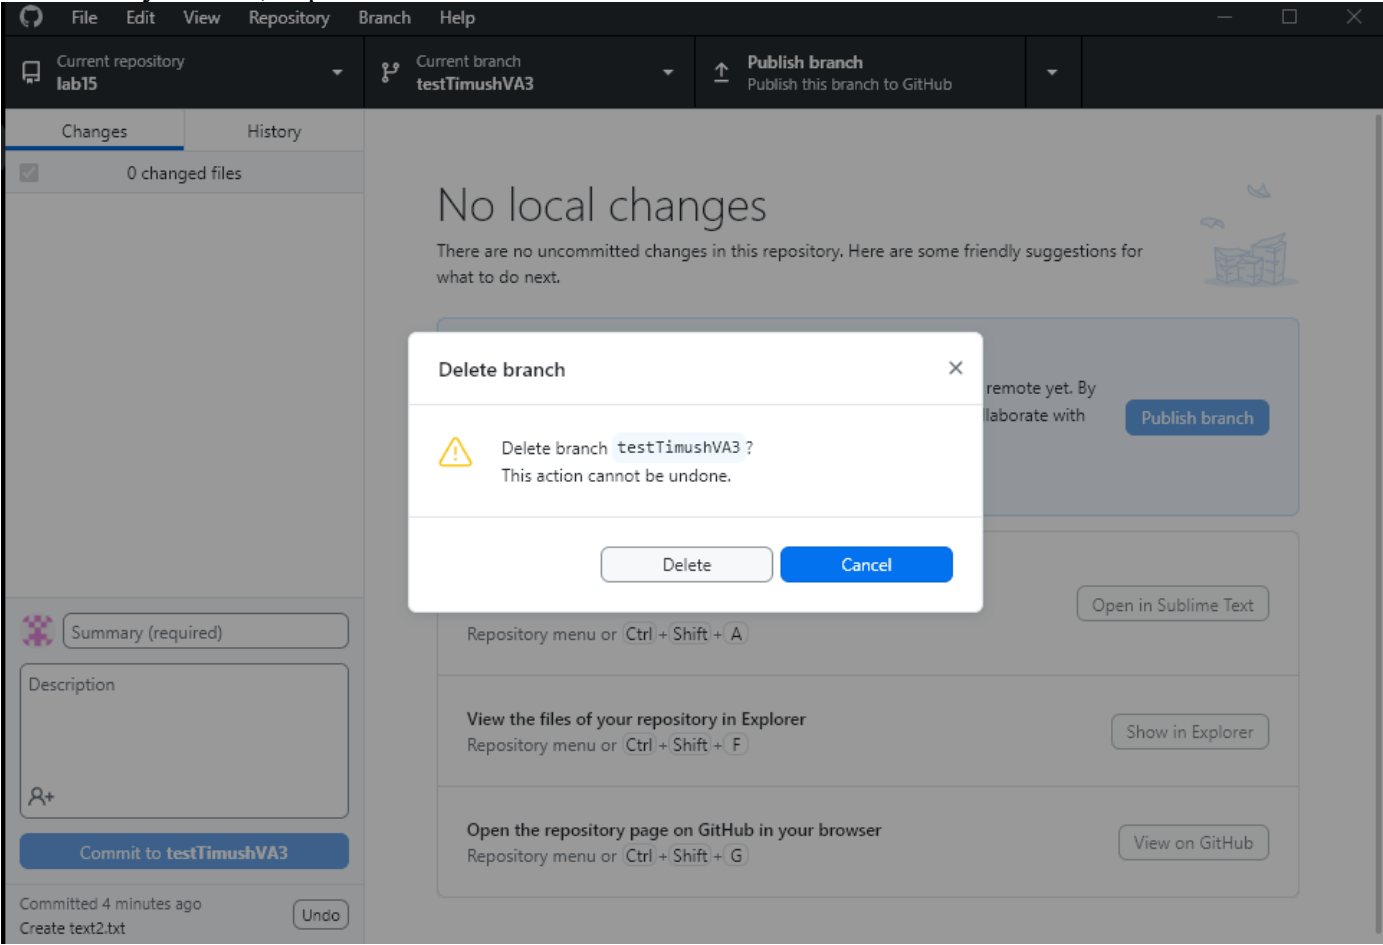 File Edit View Repository Branch Help
Current repository
lab15
Current branch
testTimushVA3
Publish branch
Publish this branch to GitHub
Changes History
0 changed files
No local changes
There are no uncommitted changes in this repository. Here are some friendly suggestions for
what to do next.
remote yet. By
laborate with
Publish branch
Delete branch
Delete branch testTimushVA3 ?
This action cannot be undone.
Delete Cancel
Open in Sublime Text
Repository menu or Ctrl + Shift + A
View the files of your repository in Explorer
Repository menu or Ctrl + Shift + F
Show in Explorer
Open the repository page on GitHub in your browser
Repository menu or Ctrl + Shift + G
View on GitHub
Summary (required)
Description
Commit to testTimushVA3
Committed 4 minutes ago
Create text2.txt
Undo